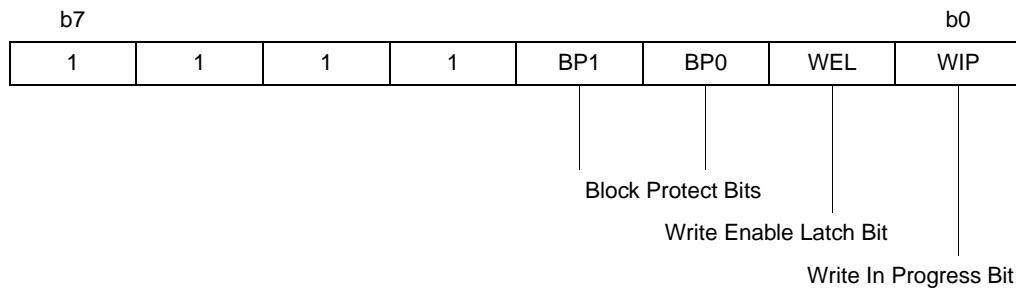 b7 b0
1 1 1 1 BP1 BP0 WEL WIP
Block Protect Bits
Write Enable Latch Bit
Write In Progress Bit